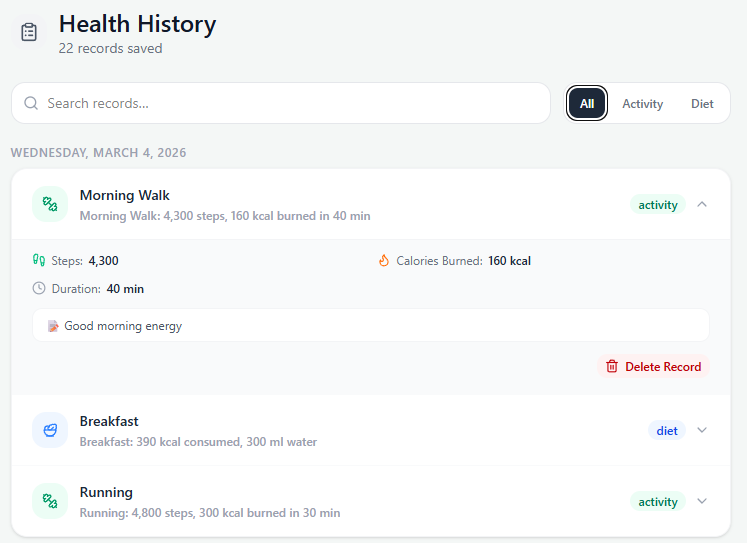 Health History
22 records saved
Search records...
All Activity Diet
WEDNESDAY, MARCH 4, 2026
Morning Walk
Morning Walk: 4,300 steps, 160 kcal burned in 40 min
activity
Steps: 4,300
Calories Burned: 160 kcal
Duration: 40 min
Good morning energy
Delete Record
Breakfast
Breakfast: 390 kcal consumed, 300 ml water
diet
Running
Running: 4,800 steps, 300 kcal burned in 30 min
activity